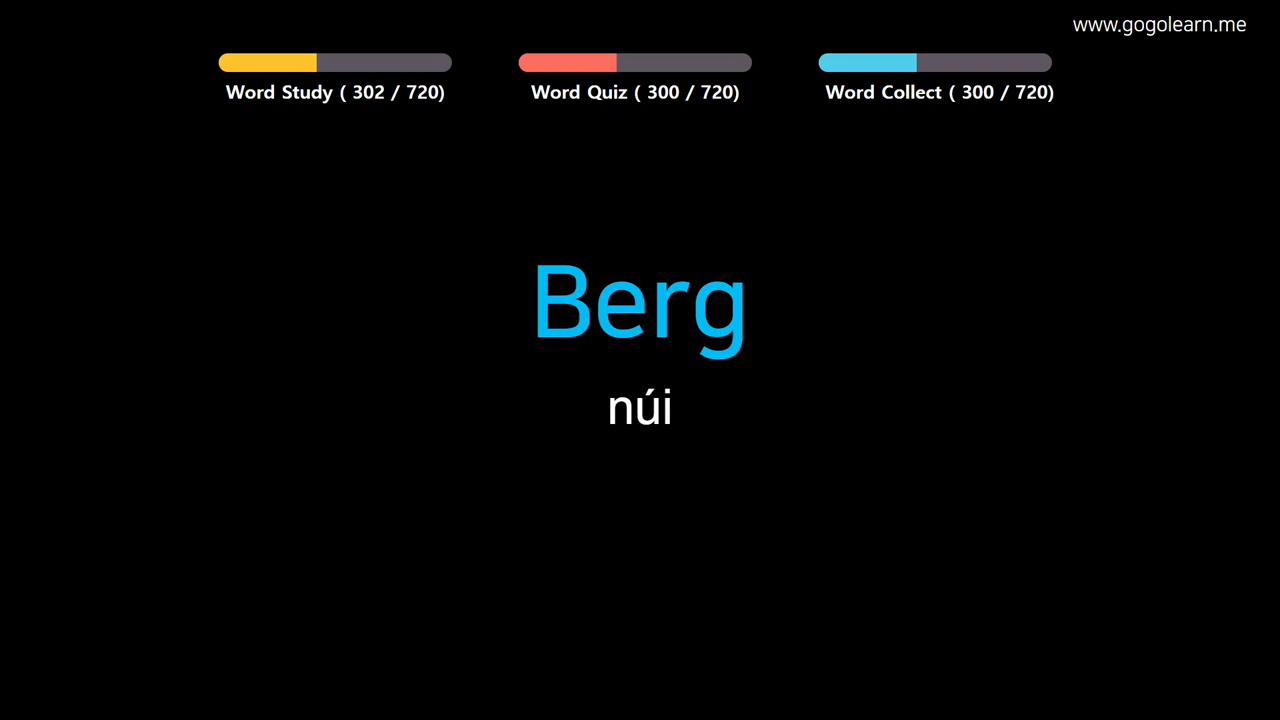 www.gogolearn.me
Word Study ( 302 / 720)
Word Quiz ( 300 / 720)
Word Collect ( 300 / 720)
Berg
núi